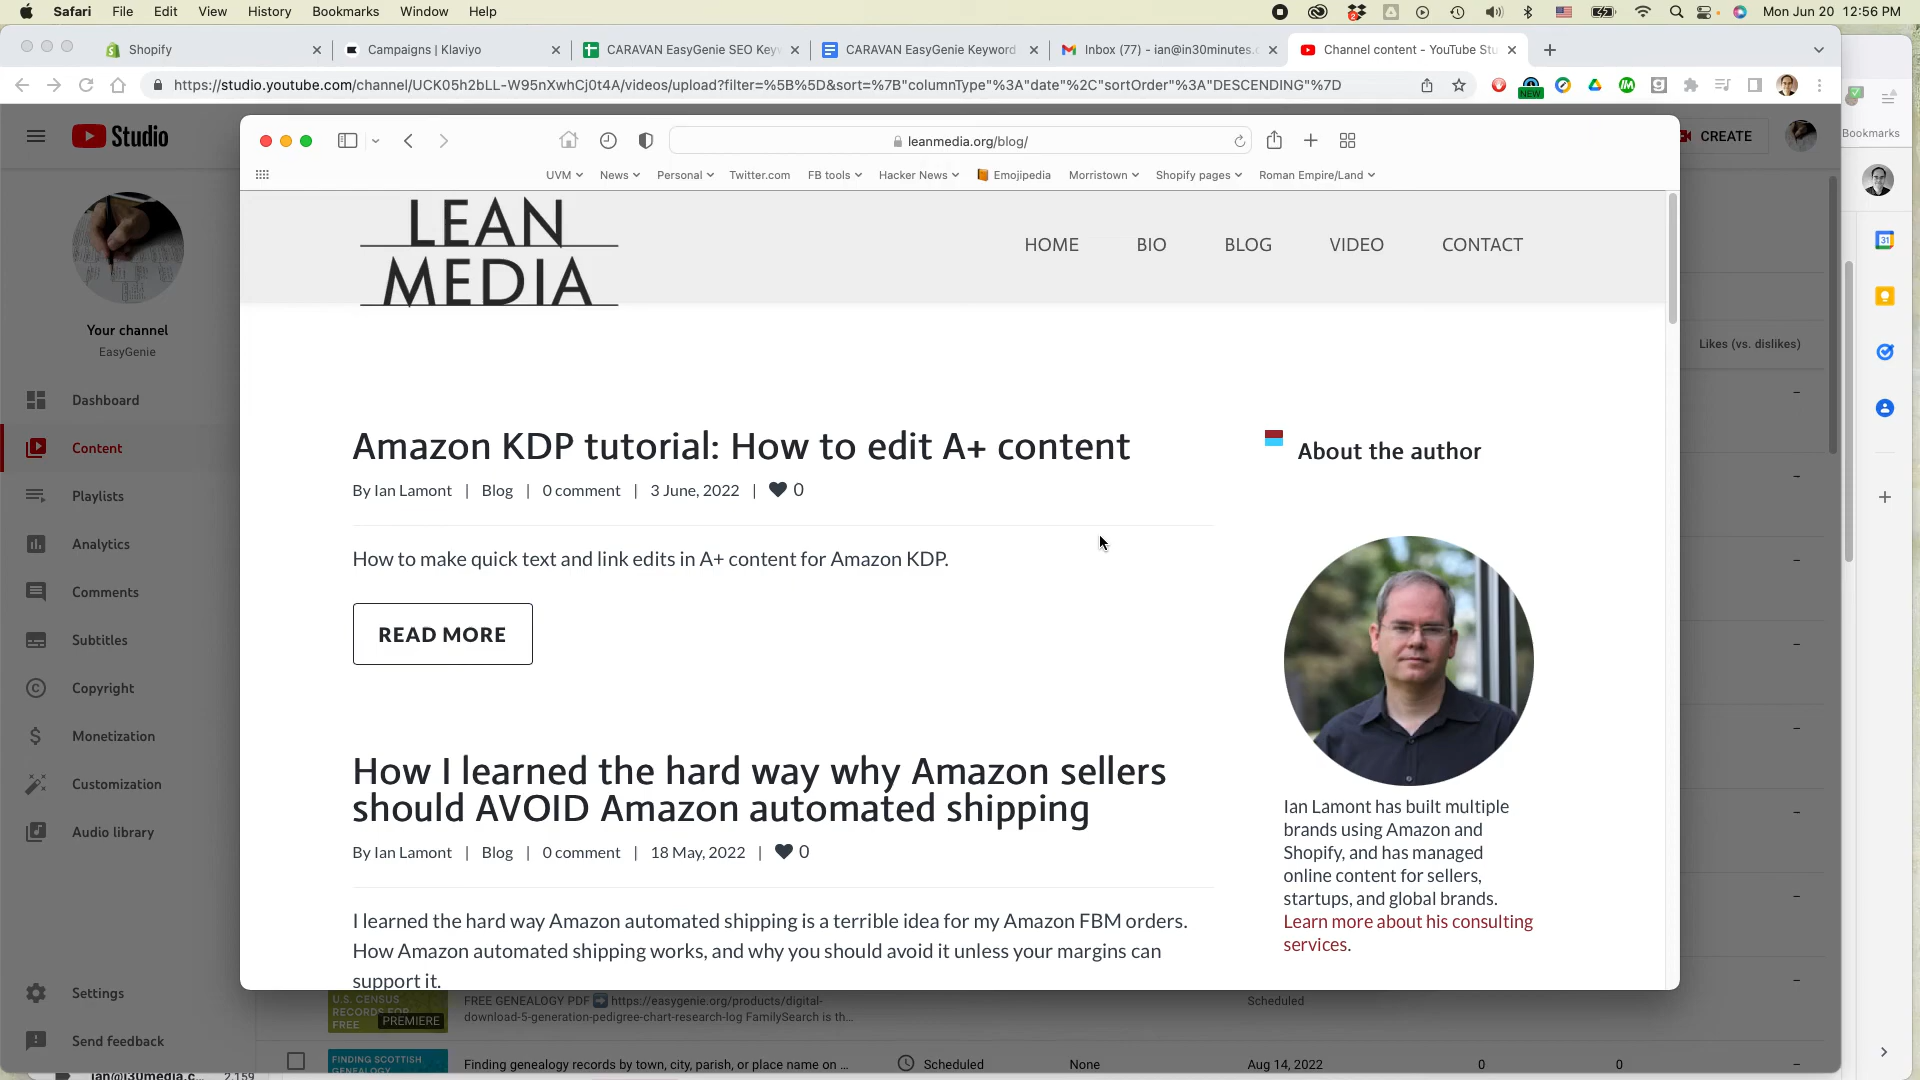 Safari File Edit View History Bookmarks Window Help
Mon Jun 20 12:56 PM
Shopify
Campaigns | Klaviyo
CARAVAN EasyGenie SEO Key
CARAVAN EasyGenie Keyword
Inbox (77) - ian@in30minutes.c
Channel content - YouTube Stu
https://studio.youtube.com/channel/UCK05h2bLL-W95nXwhCj0t4A/videos/upload?filter=%5B%5D&sort=%7B"columnType"%3A"date"%2C"sortOrder"%3A"DESCENDING"%7D
NEW
Studio
CREATE
Bookmarks
leanmedia.org/blog/
UVM News Personal Twitter.com FB tools Hacker News Emojipedia Morristown Shopify pages Roman Empire/Land
LEAN
MEDIA
HOME BIO BLOG VIDEO CONTACT
Your channel
EasyGenie
Dashboard
Content
Playlists
Analytics
Comments
Subtitles
Copyright
Monetization
Customization
Audio library
Settings
Send feedback
Likes (vs. dislikes)
Amazon KDP tutorial: How to edit A+ content
By Ian Lamont | Blog | 0 comment | 3 June, 2022 | 0
How to make quick text and link edits in A+ content for Amazon KDP.
READ MORE
How I learned the hard way why Amazon sellers
should AVOID Amazon automated shipping
By Ian Lamont | Blog | 0 comment | 18 May, 2022 | 0
I learned the hard way Amazon automated shipping is a terrible idea for my Amazon FBM orders.
How Amazon automated shipping works, and why you should avoid it unless your margins can
support it.
About the author
Ian Lamont has built multiple
brands using Amazon and
Shopify, and has managed
online content for sellers,
startups, and global brands.
Learn more about his consulting
services.
U.S. CENSUS
RECORDS FOR
FREE
PREMIERE
FREE GENEALOGY PDF https://easygenie.org/products/digital-
download-5-generation-pedigree-chart-research-log FamilySearch is th...
Scheduled
FINDING SCOTTISH
GENEALOGY
Finding genealogy records by town, city, parish, or place name on ...
Scheduled None Aug 14, 2022 0 0
ian@i30media.c... 2,159